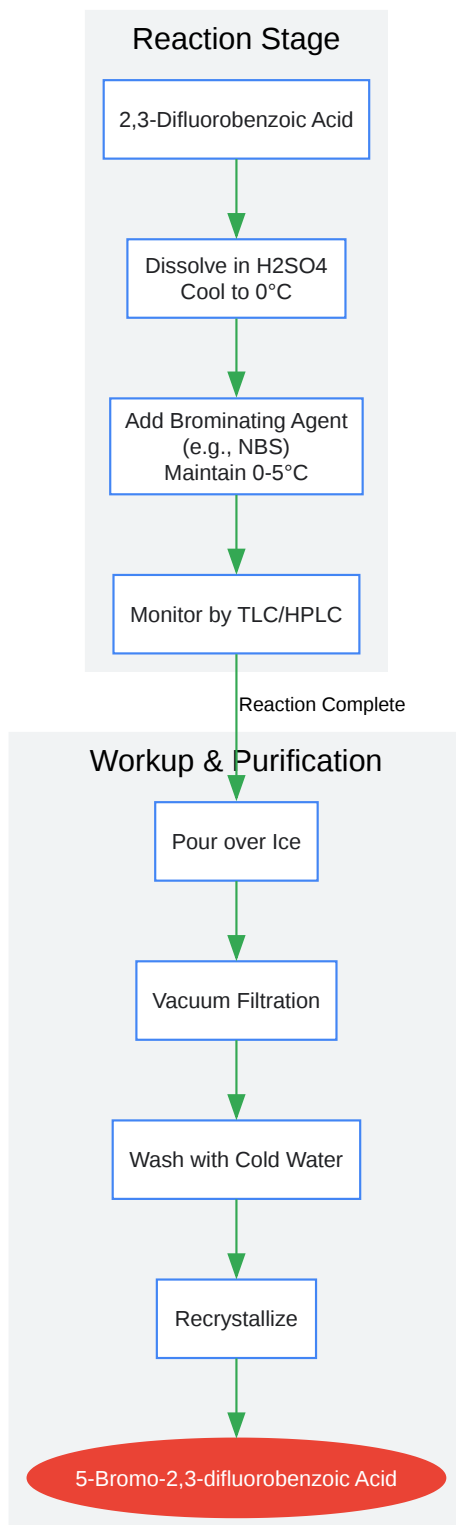 Reaction Stage
2,3-Difluorobenzoic Acid
Dissolve in H2SO4
Cool to 0°C
Add Brominating Agent
(e.g., NBS)
Maintain 0-5°C
Monitor by TLC/HPLC
Reaction Complete
Workup & Purification
Pour over Ice
Vacuum Filtration
Wash with Cold Water
Recrystallize
5-Bromo-2,3-difluorobenzoic Acid